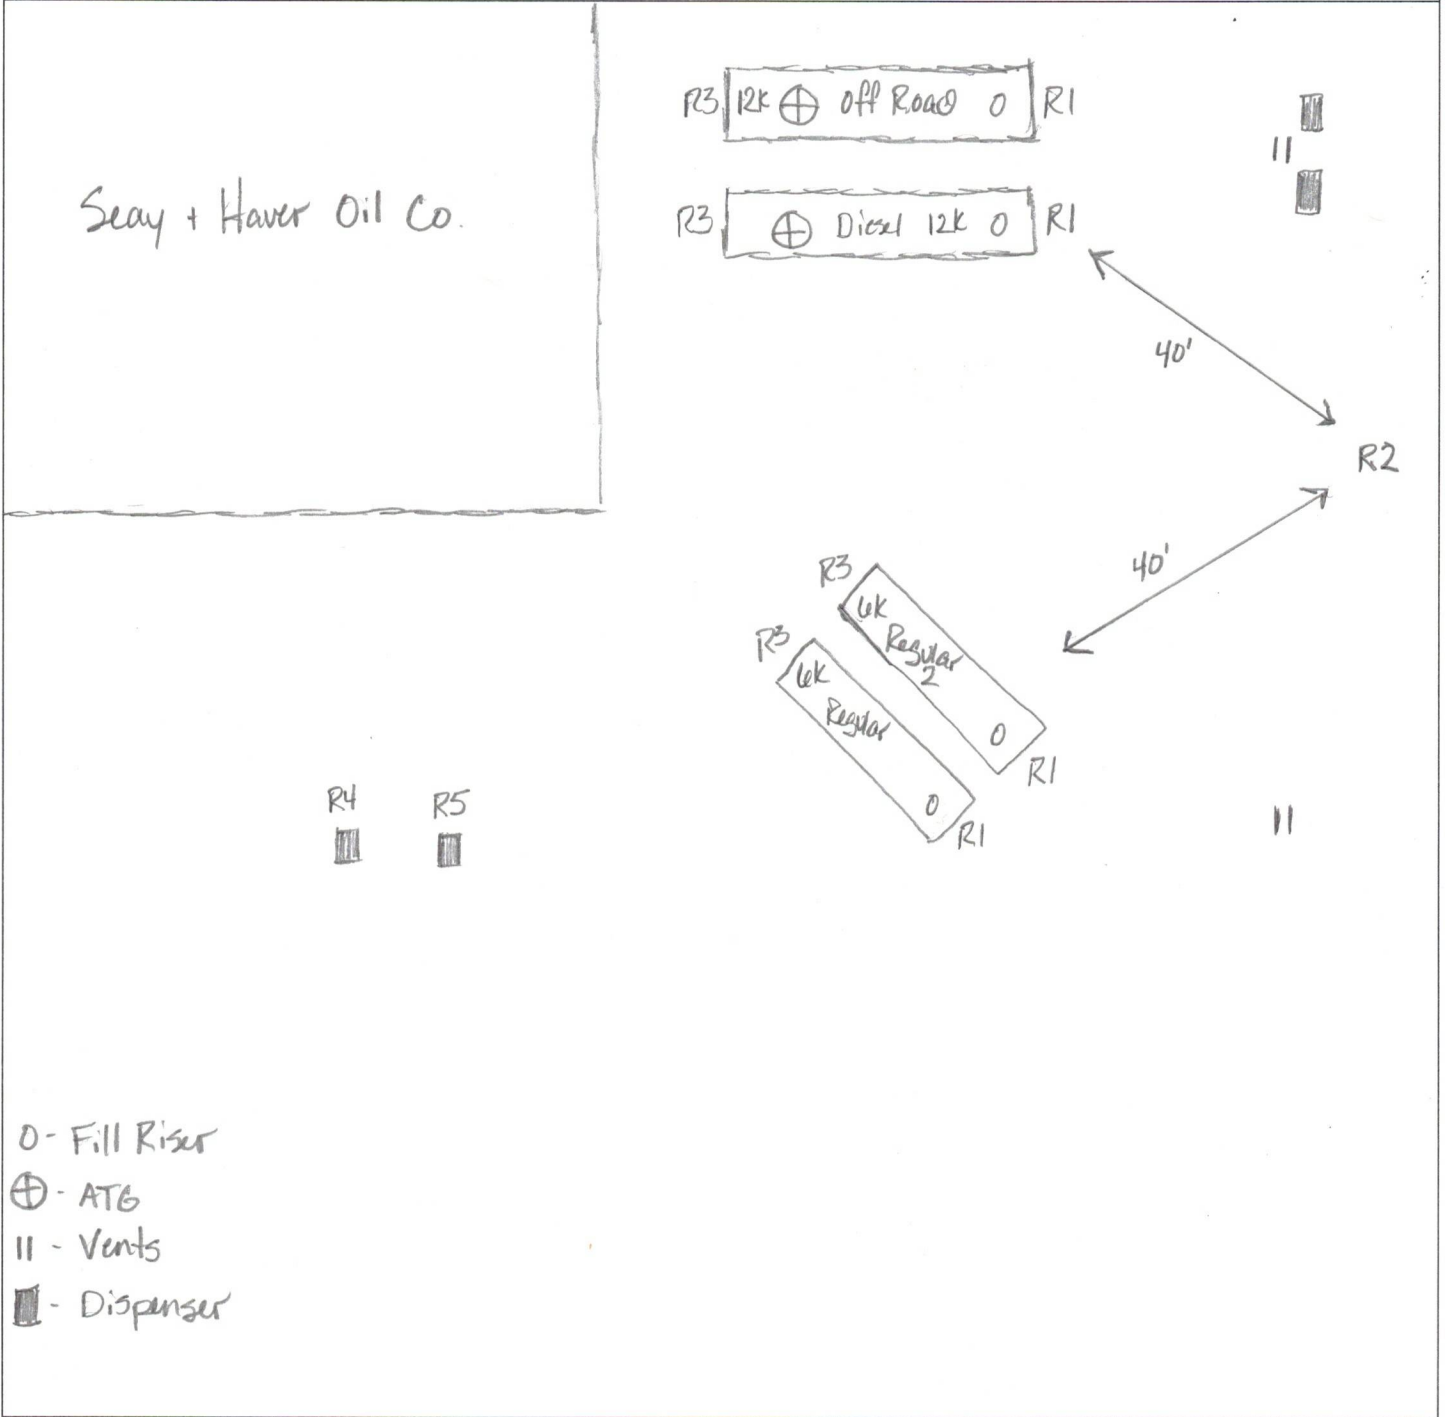 Seay + Haver Oil Co.
R3 12K Off Road O R1
R3 Diesel 12K O R1
40'
R2
40'
R3
6K
Regular
2
O
R1
R3
6K
Regular
O
R1
R4 R5
O - Fill Riser
⊕ - ATG
11 - Vents
- Dispenser